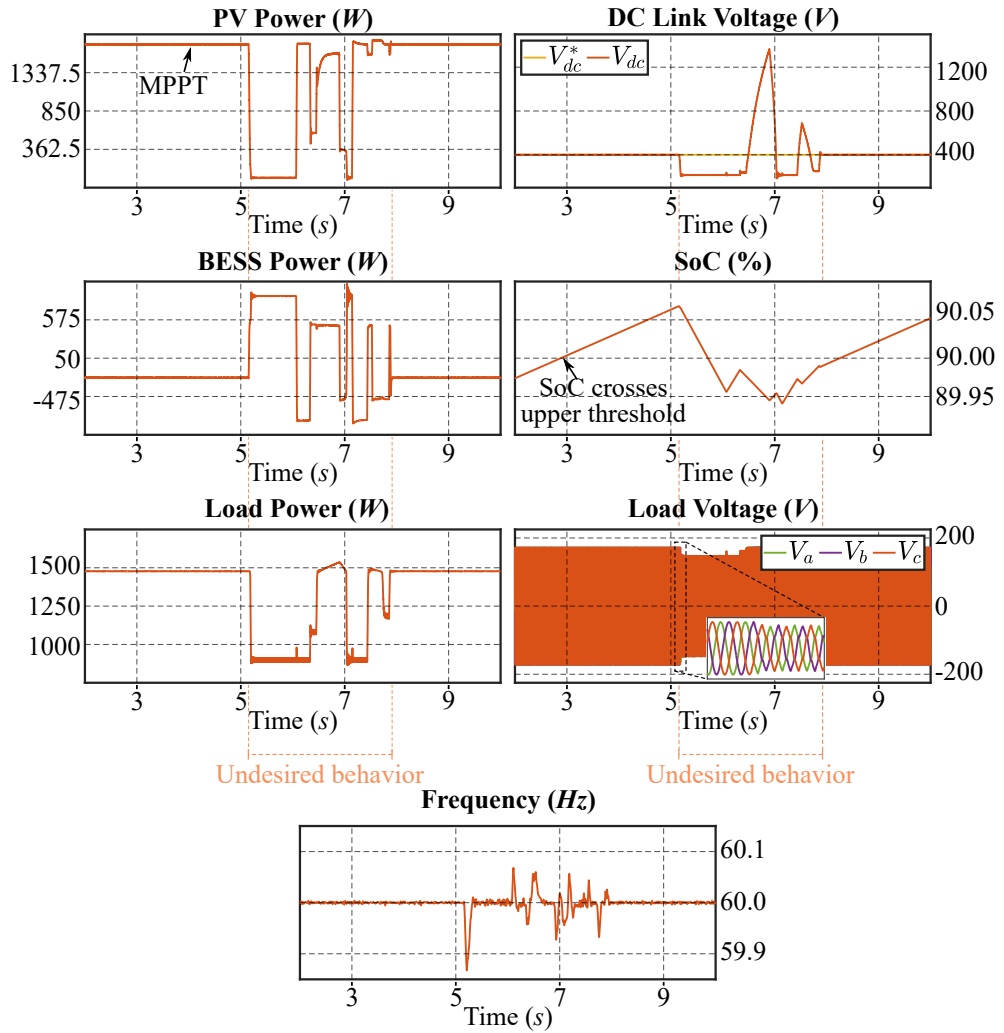 PV Power (W)
1337.5
850
362.5
MPPT
3
5
7
9
Time (s)
DC Link Voltage (V)
V*dc
Vdc
1200
800
400
3
5
7
9
Time (s)
BESS Power (W)
575
50
-475
3
5
7
9
Time (s)
SoC (%)
90.05
90.00
89.95
SoC crosses
upper threshold
3
5
7
9
Time (s)
Load Power (W)
1500
1250
1000
3
5
7
9
Time (s)
Undesired behavior
Load Voltage (V)
Va
Vb
Vc
200
0
-200
3
5
7
9
Time (s)
Undesired behavior
Frequency (Hz)
60.1
60.0
59.9
3
5
7
9
Time (s)